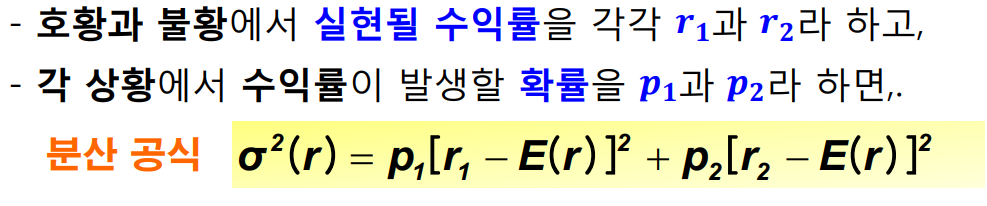 - 호황과 불황에서 실현될 수익률을 각각 r₁과 r₂라 하고,
- 각 상황에서 수익률이 발생할 확률을 p₁과 p₂라 하면,.
분산 공식 σ²(r) = p₁[r₁ − E(r)]² + p₂[r₂ − E(r)]²